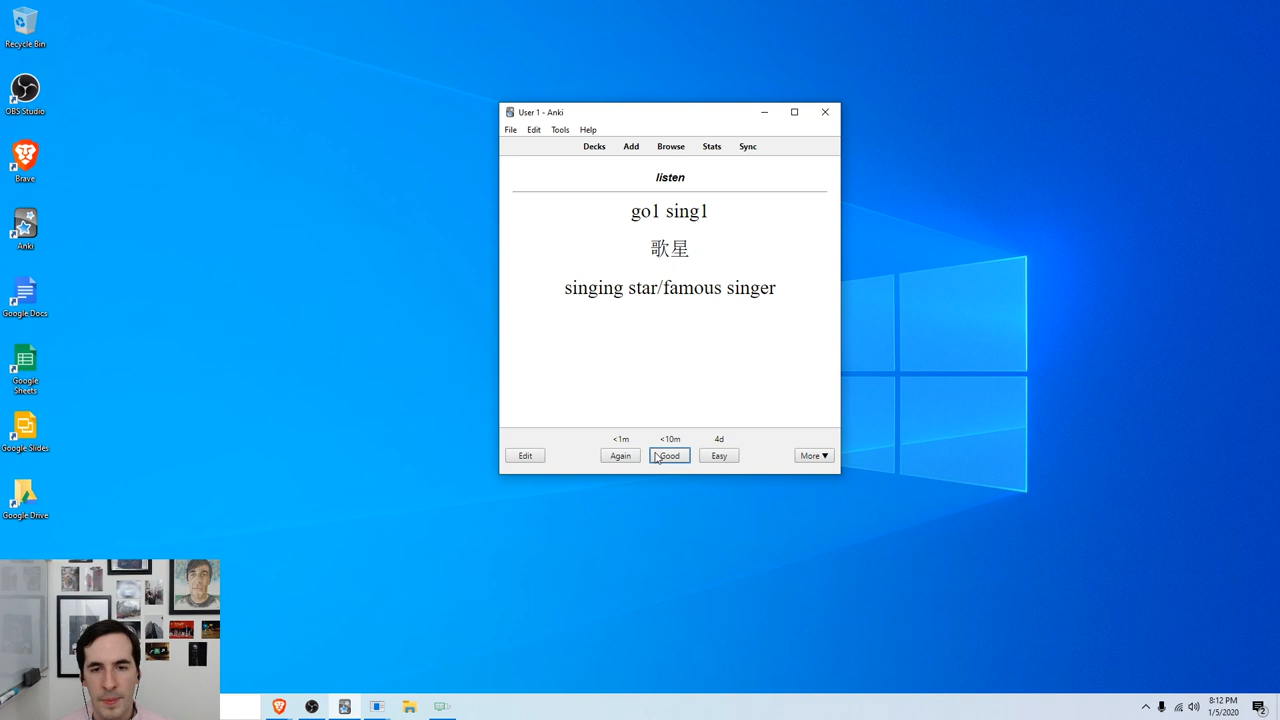 Recycle Bin
OBS Studio
Brave
Anki
Google Docs
Google
Sheets
Google Slides
Google Drive
User 1 - Anki
File Edit Tools Help
Decks Add Browse Stats Sync
listen
go1 sing1
歌星
singing star/famous singer
<1m <10m 4d
Edit Again Good Easy More ▼
8:12 PM
1/5/2020
2